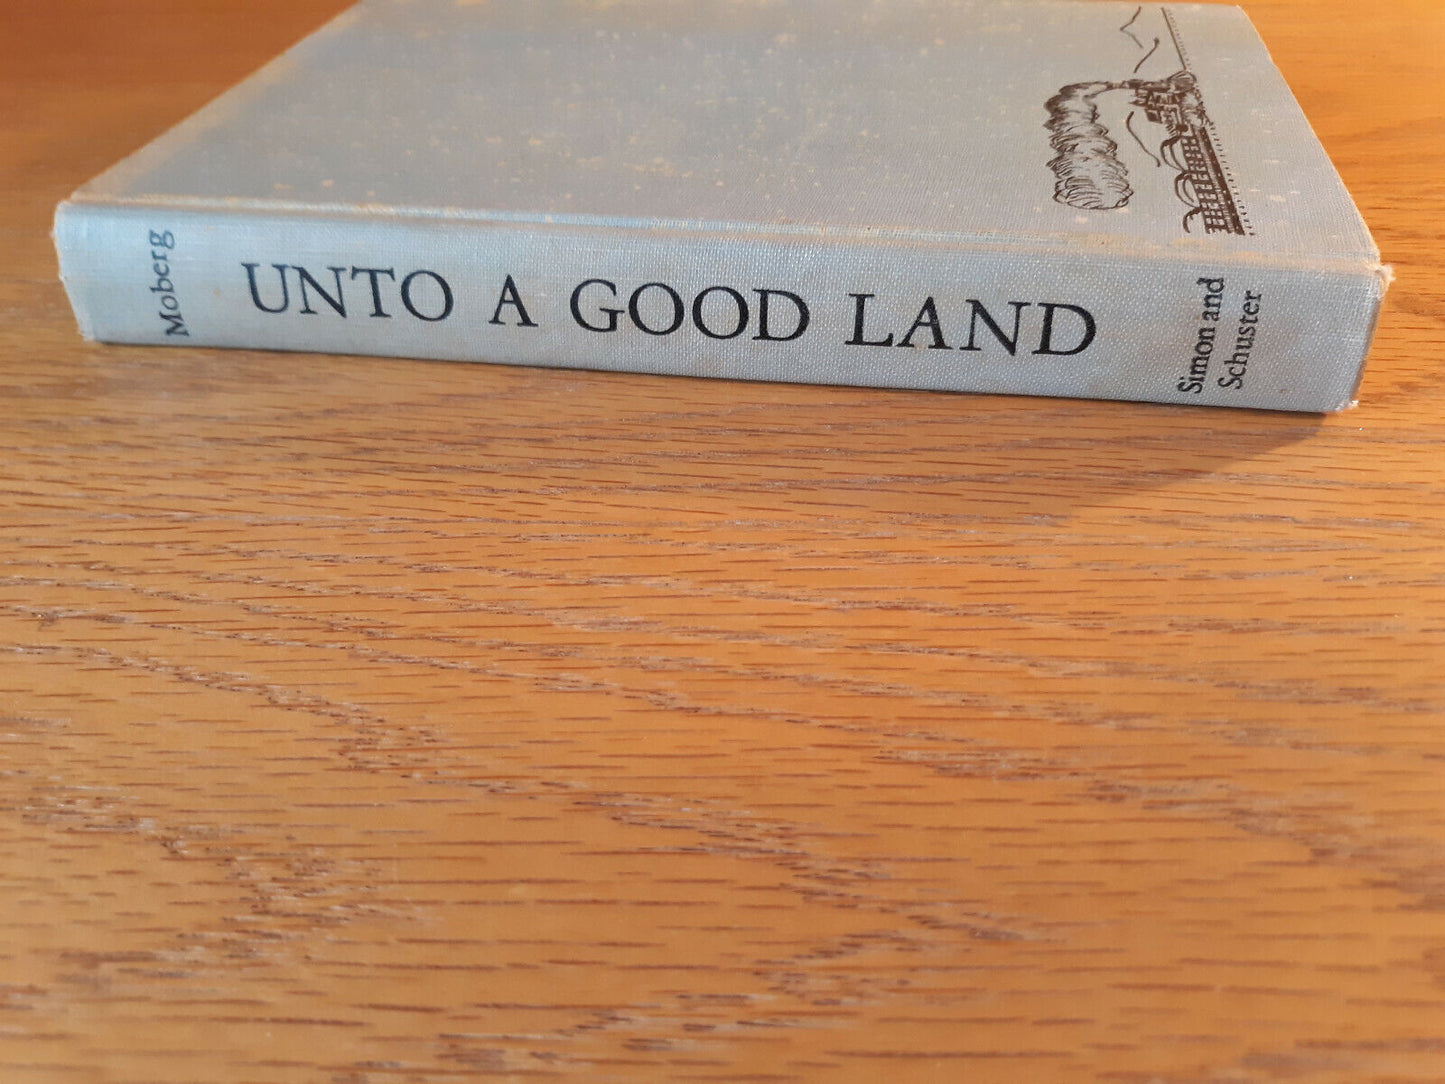 Moberg
UNTO A GOOD LAND
Simon and
Schuster